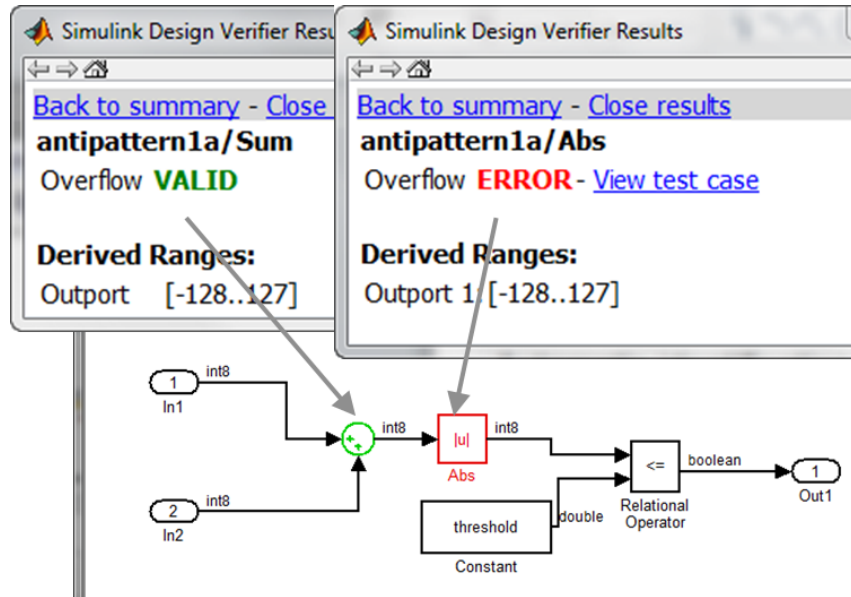 Simulink Design Verifier Resu
Back to summary - Close
antipattern1a/Sum
Overflow VALID
Derived Ranges:
Outport [-128..127]
Simulink Design Verifier Results
Back to summary - Close results
antipattern1a/Abs
Overflow ERROR - View test case
Derived Ranges:
Outport 1: [-128..127]
1
int8
In1
2
int8
In2
int8
|u|
int8
Abs
threshold
double
Constant
<=
boolean
Relational
Operator
1
Out1